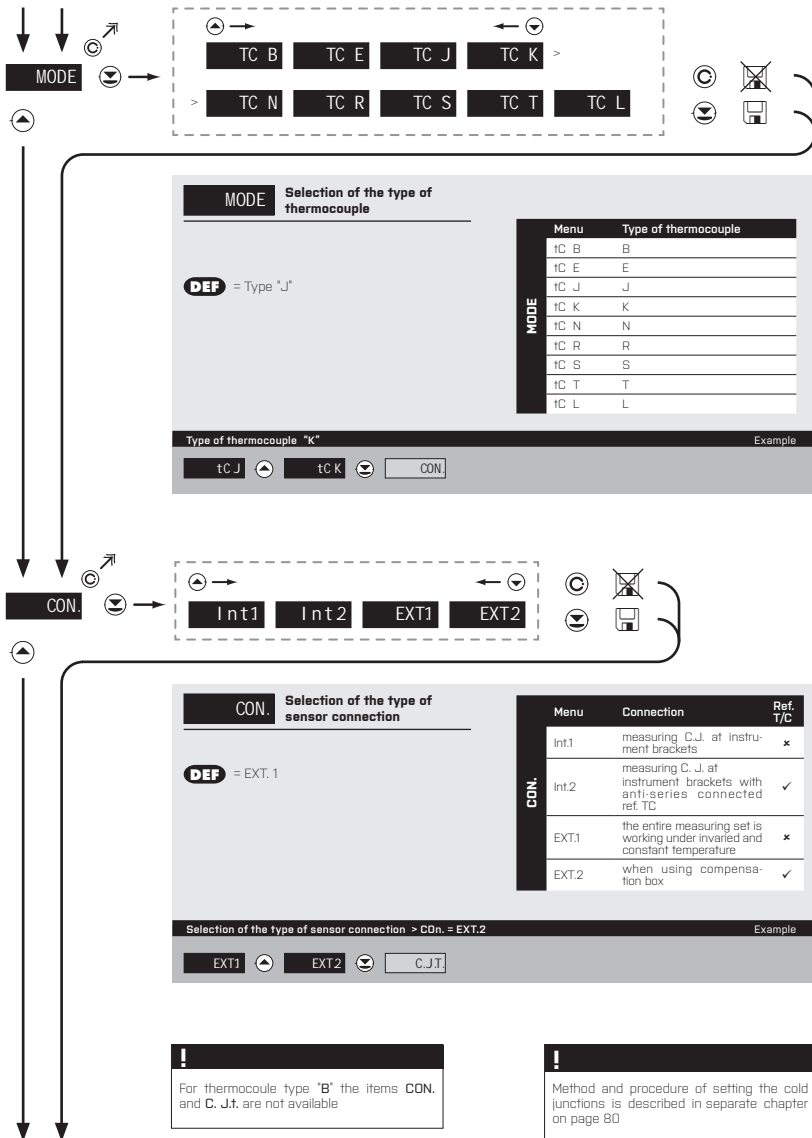 MODE
TC B TC E TC J TC K >
> TC N TC R TC S TC T TC L
MODE
Selection of the type of
thermocouple
DEF = Type "J"
MODE
Menu Type of thermocouple
tC B B
tC E E
tC J J
tC K K
tC N N
tC R R
tC S S
tC T T
tC L L
Type of thermocouple "K" Example
tC J tC K CON.
CON.
Int1 Int2 EXT1 EXT2
CON.
Selection of the type of
sensor connection
DEF = EXT. 1
CON.
Menu Connection Ref.
T/C
Int.1 measuring C.J. at instru-
ment brackets ×
Int.2 measuring C. J. at
instrument brackets with
anti-series connected
ref. TC ✓
EXT.1 the entire measuring set is
working under invaried and
constant temperature ×
EXT.2 when using compensa-
tion box ✓
Selection of the type of sensor connection > COn. = EXT.2 Example
EXT1 EXT2 C.J.T.
!
For thermocoule type "B" the items CON.
and C. J.t. are not available
!
Method and procedure of setting the cold
junctions is described in separate chapter
on page 80